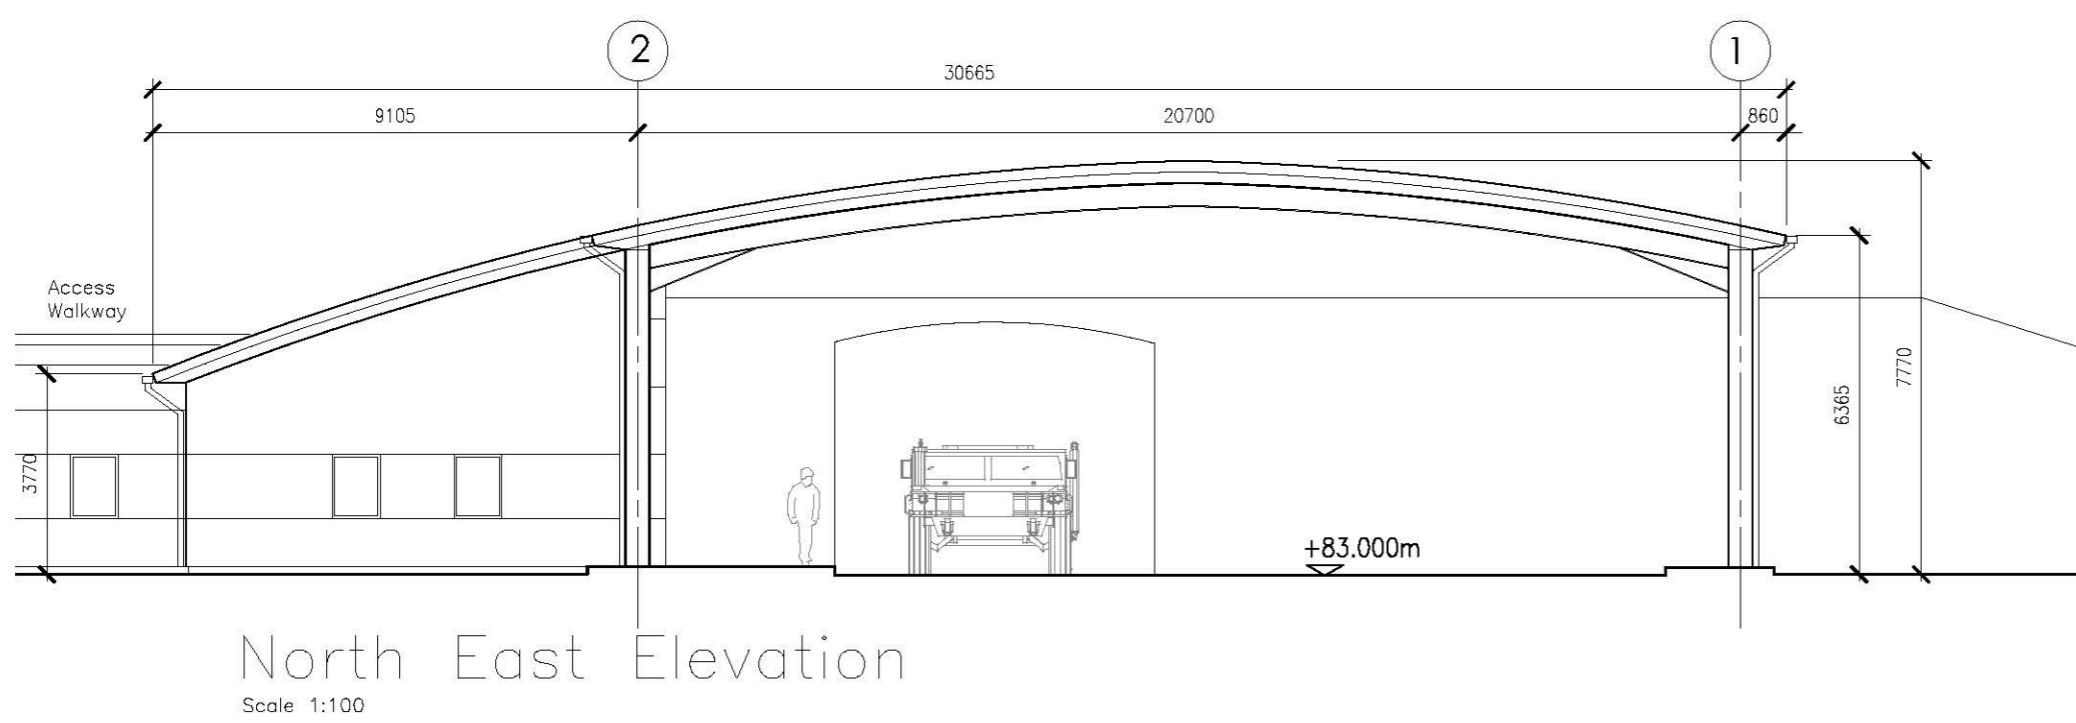 2
1
30665
9105
20700
860
Access
Walkway
3770
6365
7770
+83.000m
North East Elevation
Scale 1:100